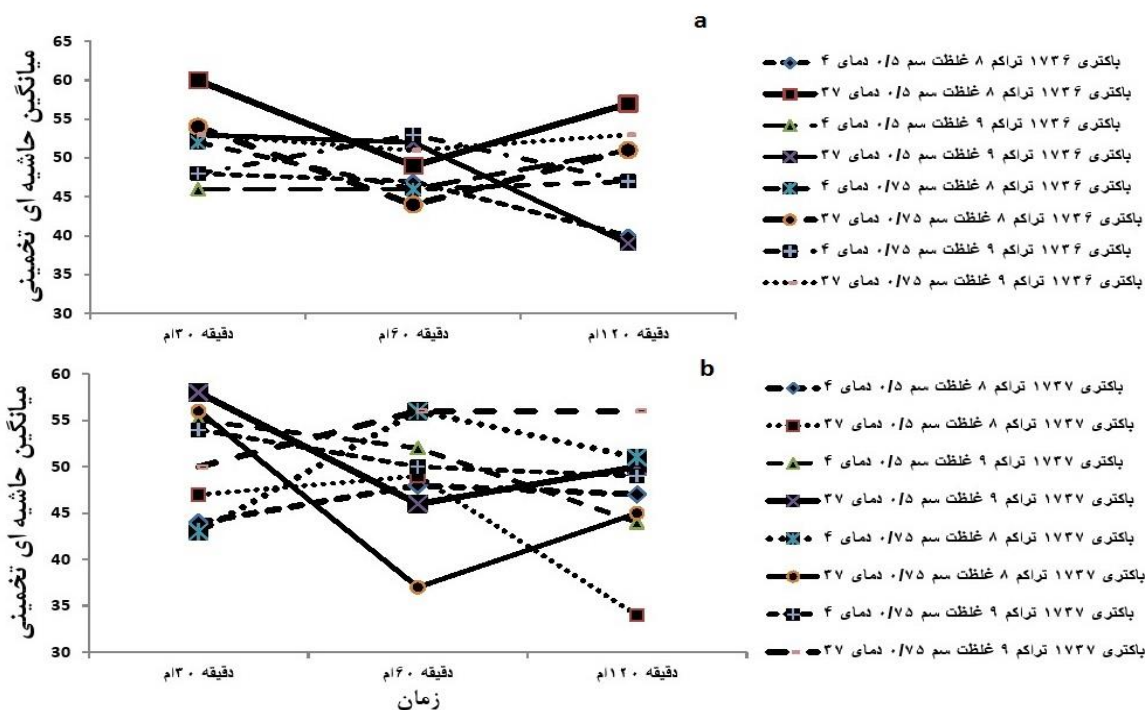 a
میانگین حاشیه ای تخمینی
65
60
55
50
45
40
35
30
دقیقه ۳۰ام
دقیقه ۶۰ام
دقیقه ۱۲۰ام
باکتری ۱۷۳۶ تراکم ۸ غلظت سم ۰/۵ دمای ۴
باکتری ۱۷۳۶ تراکم ۸ غلظت سم ۰/۵ دمای ۳۷
باکتری ۱۷۳۶ تراکم ۹ غلظت سم ۰/۵ دمای ۴
باکتری ۱۷۳۶ تراکم ۹ غلظت سم ۰/۵ دمای ۳۷
باکتری ۱۷۳۶ تراکم ۸ غلظت سم ۰/۷۵ دمای ۴
باکتری ۱۷۳۶ تراکم ۸ غلظت سم ۰/۷۵ دمای ۳۷
باکتری ۱۷۳۶ تراکم ۹ غلظت سم ۰/۷۵ دمای ۴
باکتری ۱۷۳۶ تراکم ۹ غلظت سم ۰/۷۵ دمای ۳۷
b
میانگین حاشیه ای تخمینی
60
55
50
45
40
35
30
دقیقه ۳۰ام
دقیقه ۶۰ام
دقیقه ۱۲۰ام
زمان
باکتری ۱۷۳۷ تراکم ۸ غلظت سم ۰/۵ دمای ۴
باکتری ۱۷۳۷ تراکم ۸ غلظت سم ۰/۵ دمای ۳۷
باکتری ۱۷۳۷ تراکم ۹ غلظت سم ۰/۵ دمای ۴
باکتری ۱۷۳۷ تراکم ۹ غلظت سم ۰/۵ دمای ۳۷
باکتری ۱۷۳۷ تراکم ۸ غلظت سم ۰/۷۵ دمای ۴
باکتری ۱۷۳۷ تراکم ۸ غلظت سم ۰/۷۵ دمای ۳۷
باکتری ۱۷۳۷ تراکم ۹ غلظت سم ۰/۷۵ دمای ۴
باکتری ۱۷۳۷ تراکم ۹ غلظت سم ۰/۷۵ دمای ۳۷